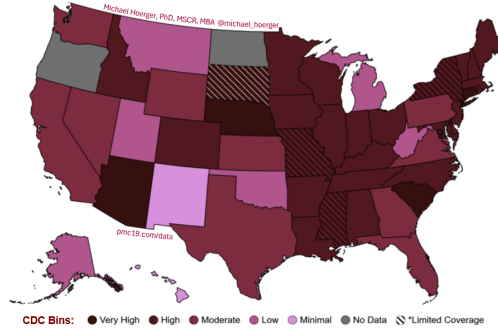 Michael Hoerger, PhD, MSCR, MBA @michael_hoerger
pmc19.com/data
CDC Bins: Very High High Moderate Low Minimal No Data *Limited Coverage